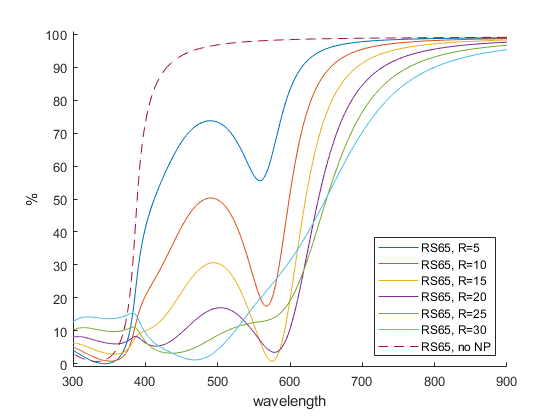 100
90
80
70
60
50
40
30
20
10
0
%
300 400 500 600 700 800 900
wavelength
RS65, R=5
RS65, R=10
RS65, R=15
RS65, R=20
RS65, R=25
RS65, R=30
RS65, no NP